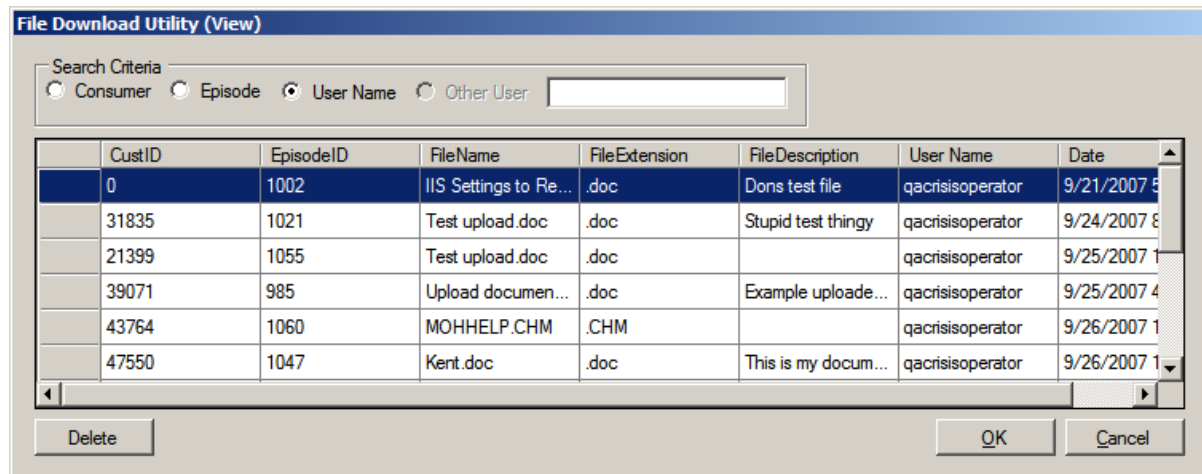 File Download Utility (View)
Search Criteria
Consumer Episode User Name Other User
CustID EpisodeID FileName FileExtension FileDescription User Name Date
0 1002 IIS Settings to Re... .doc Dons test file qacrisisoperator 9/21/2007 5
31835 1021 Test upload.doc .doc Stupid test thingy qacrisisoperator 9/24/2007 8
21399 1055 Test upload.doc .doc qacrisisoperator 9/25/2007 1
39071 985 Upload documen... .doc Example uploade... qacrisisoperator 9/25/2007 4
43764 1060 MOHHELP.CHM .CHM qacrisisoperator 9/26/2007 1
47550 1047 Kent.doc .doc This is my docum... qacrisisoperator 9/26/2007 1
Delete OK Cancel